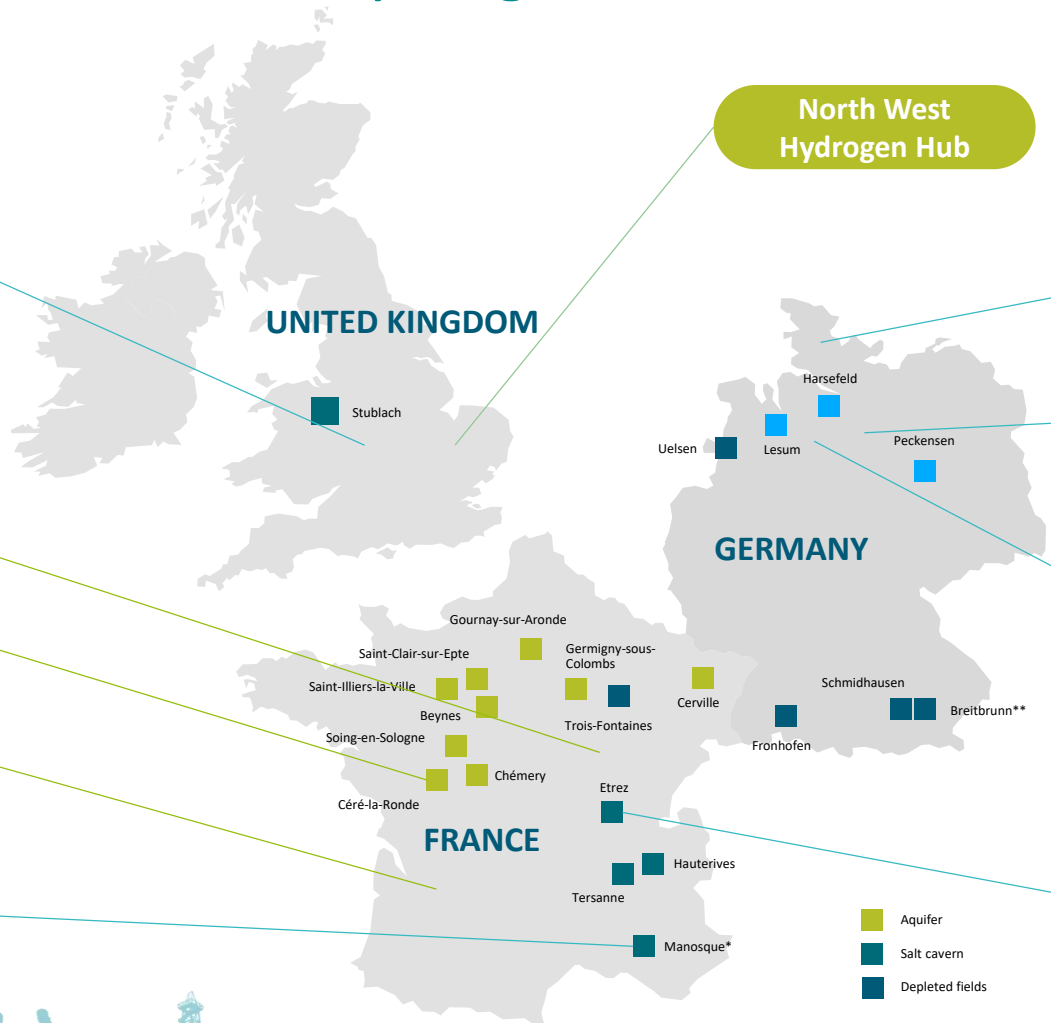 North West
Hydrogen Hub
UNITED KINGDOM
Stublach
Harsefeld
Peckensen
Uelsen
Lesum
GERMANY
Gournay-sur-Aronde
Saint-Clair-sur-Epte
Germigny-sous-
Colombs
Saint-Illiers-la-Ville
Beynes
Cerville
Trois-Fontaines
Schmidhausen
Breitbrunn**
Fronhofen
Soing-en-Sologne
Chémery
Céré-la-Ronde
Etrez
FRANCE
Hauterives
Tersanne
Manosque*
Aquifer
Salt cavern
Depleted fields